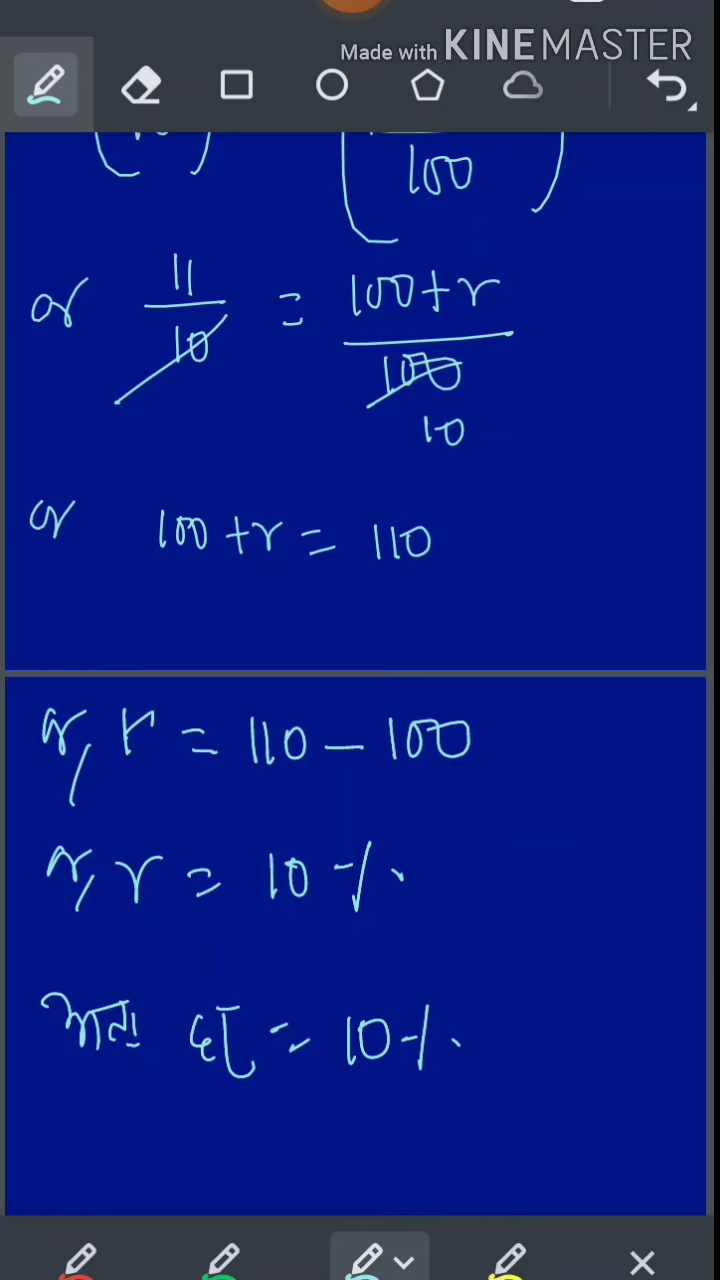 Made with KINEMASTER
100
or 11/10 = 100+r/100
10
or 100+r = 110
or, r = 110 - 100
or, r = 10%
= 10%